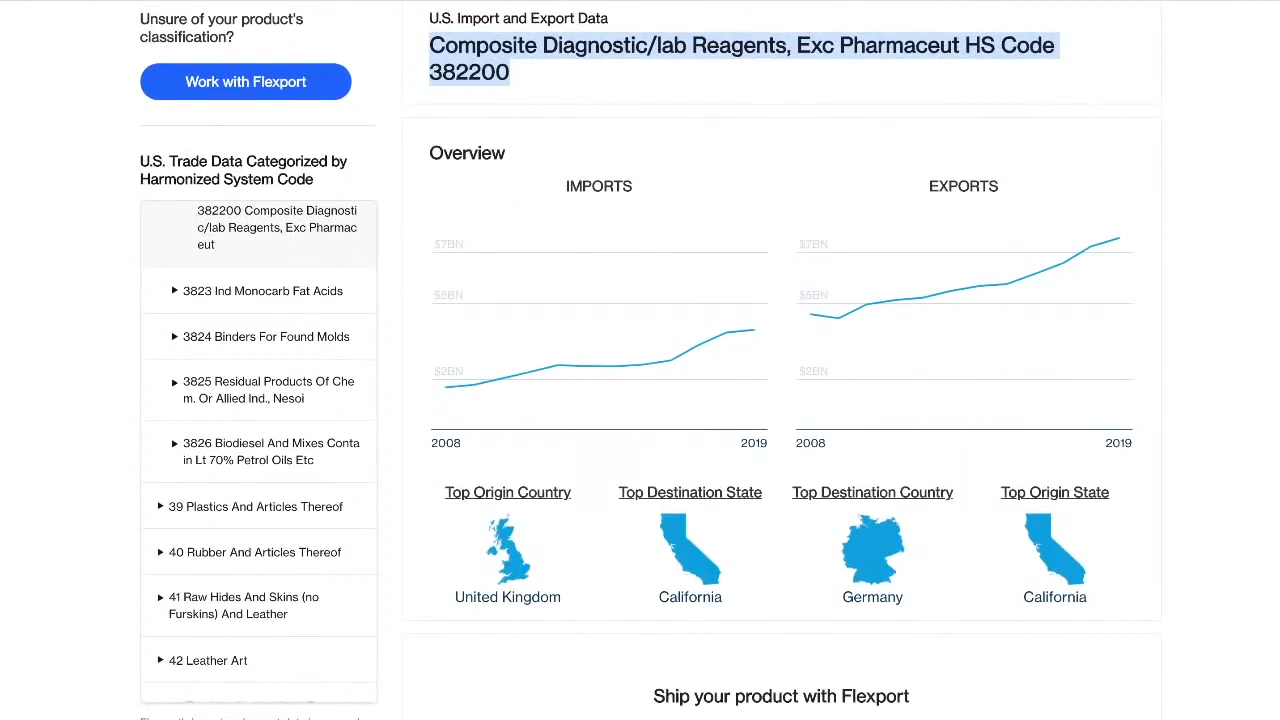 Unsure of your product's
classification?
Work with Flexport
U.S. Trade Data Categorized by
Harmonized System Code
382200 Composite Diagnosti
c/lab Reagents, Exc Pharmac
eut
3823 Ind Monocarb Fat Acids
3824 Binders For Found Molds
3825 Residual Products Of Che
m. Or Allied Ind., Nesoi
3826 Biodiesel And Mixes Conta
in Lt 70% Petrol Oils Etc
39 Plastics And Articles Thereof
40 Rubber And Articles Thereof
41 Raw Hides And Skins (no
Furskins) And Leather
42 Leather Art
U.S. Import and Export Data
Composite Diagnostic/lab Reagents, Exc Pharmaceut HS Code
382200
Overview
IMPORTS
$7BN
$5BN
$2BN
2008 2019
EXPORTS
$7BN
$5BN
$2BN
2008 2019
Top Origin Country
United Kingdom
Top Destination State
California
Top Destination Country
Germany
Top Origin State
California
Ship your product with Flexport